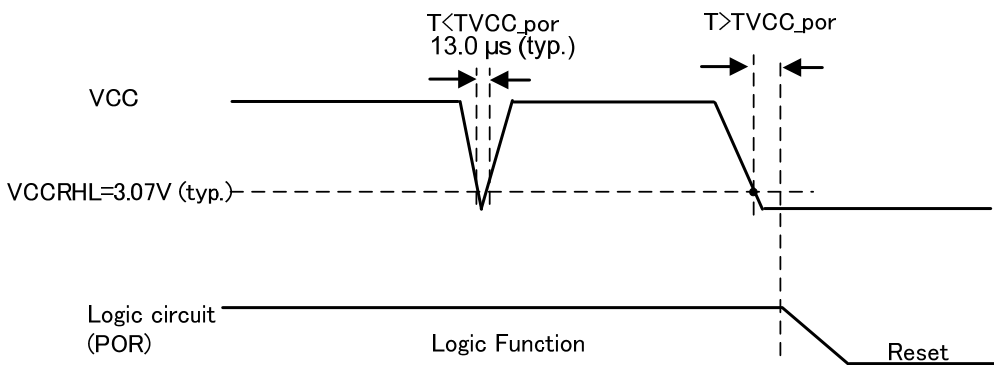 T<TVCC_por
13.0 μs (typ.)
T>TVCC_por
VCC
VCCRHL=3.07V (typ.)
Logic circuit
(POR)
Logic Function
Reset